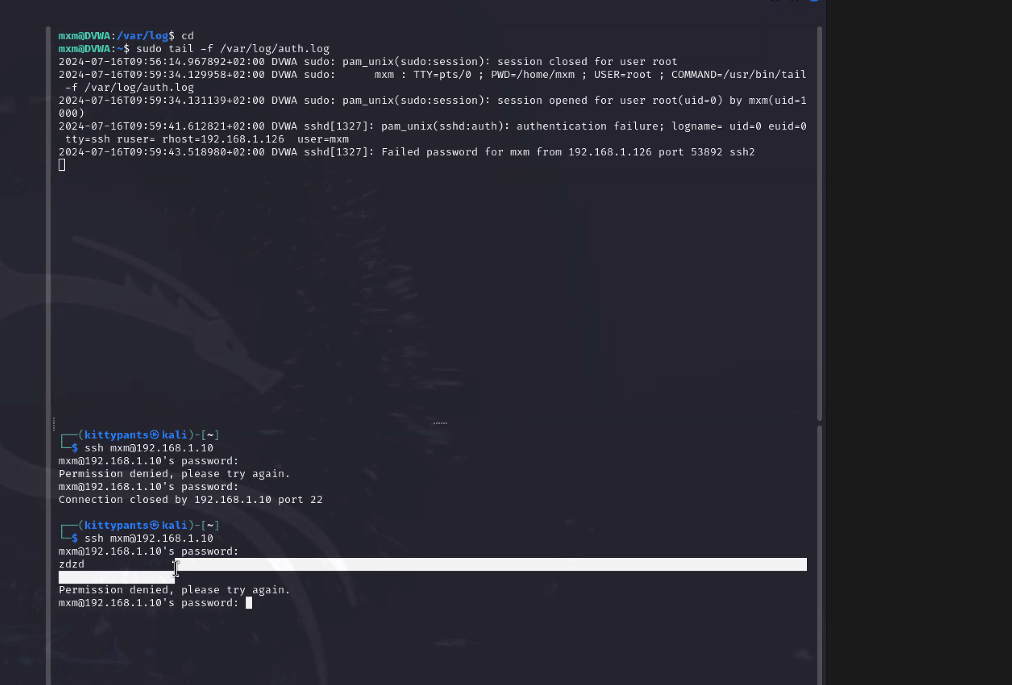 mxm@DVWA:/var/log$ cd
mxm@DVWA:~$ sudo tail -f /var/log/auth.log
2024-07-16T09:56:14.967892+02:00 DVWA sudo: pam_unix(sudo:session): session closed for user root
2024-07-16T09:59:34.129958+02:00 DVWA sudo:      mxm : TTY=pts/0 ; PWD=/home/mxm ; USER=root ; COMMAND=/usr/bin/tail
 -f /var/log/auth.log
2024-07-16T09:59:34.131139+02:00 DVWA sudo: pam_unix(sudo:session): session opened for user root(uid=0) by mxm(uid=1
000)
2024-07-16T09:59:41.612821+02:00 DVWA sshd[1327]: pam_unix(sshd:auth): authentication failure; logname= uid=0 euid=0
 tty=ssh ruser= rhost=192.168.1.126  user=mxm
2024-07-16T09:59:43.518980+02:00 DVWA sshd[1327]: Failed password for mxm from 192.168.1.126 port 53892 ssh2
┌──(kittypants㉿kali)-[~]
└─$ ssh mxm@192.168.1.10
mxm@192.168.1.10's password:
Permission denied, please try again.
mxm@192.168.1.10's password:
Connection closed by 192.168.1.10 port 22
┌──(kittypants㉿kali)-[~]
└─$ ssh mxm@192.168.1.10
mxm@192.168.1.10's password:
zdzd
Permission denied, please try again.
mxm@192.168.1.10's password: